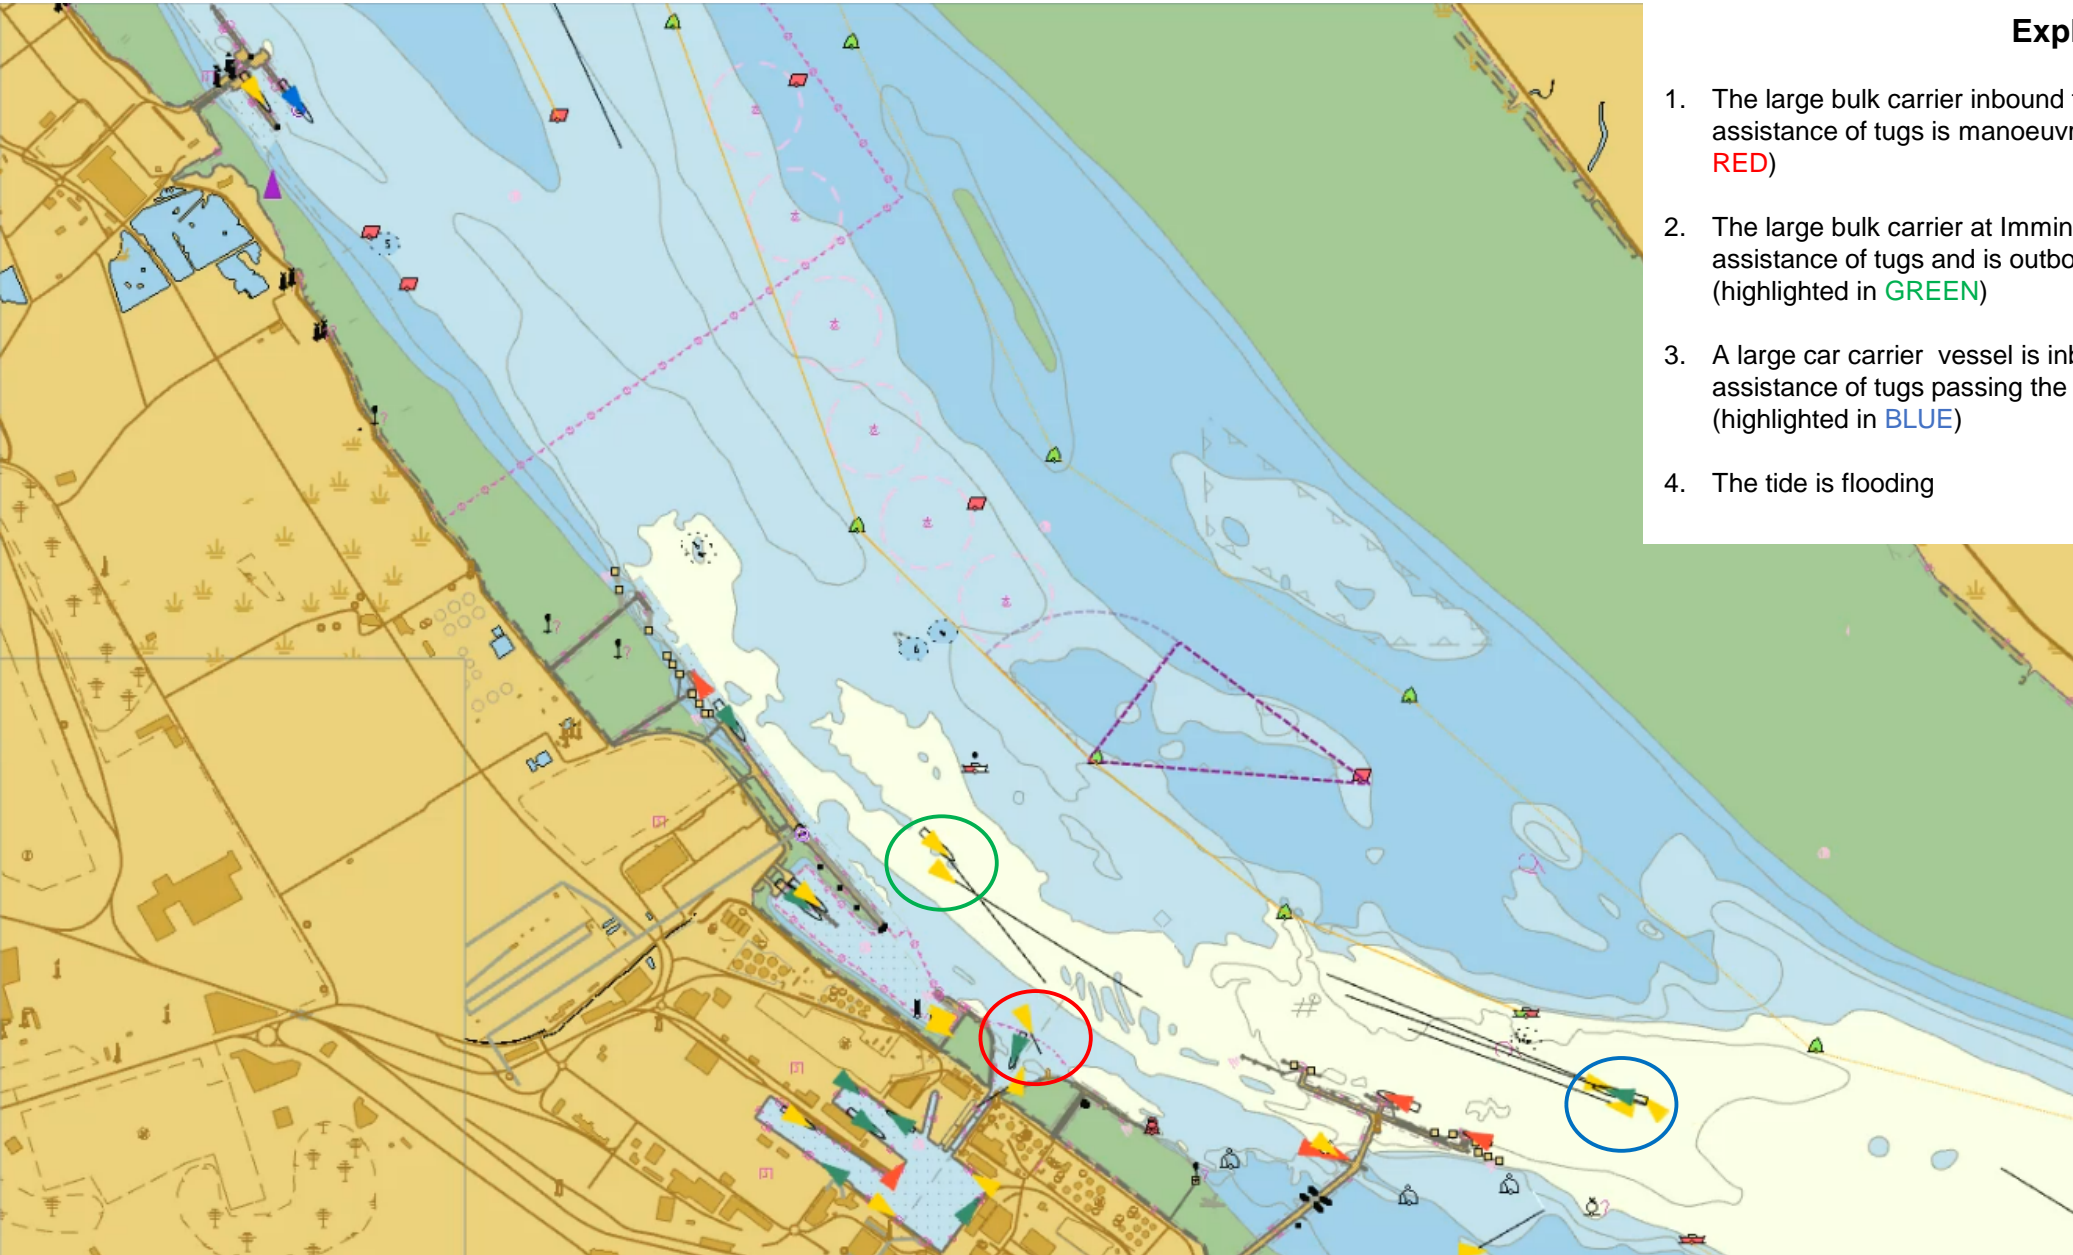 Expl
1. The large bulk carrier inbound
assistance of tugs is manoeuvr
RED)
2. The large bulk carrier at Immin
assistance of tugs and is outbo
(highlighted in GREEN)
3. A large car carrier vessel is inb
assistance of tugs passing the
(highlighted in BLUE)
4. The tide is flooding
5
6